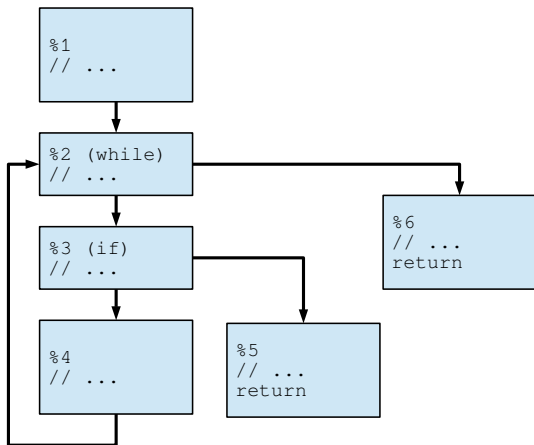 %1
// ...
%2 (while)
// ...
%3 (if)
// ...
%6
// ...
return
%4
// ...
%5
// ...
return